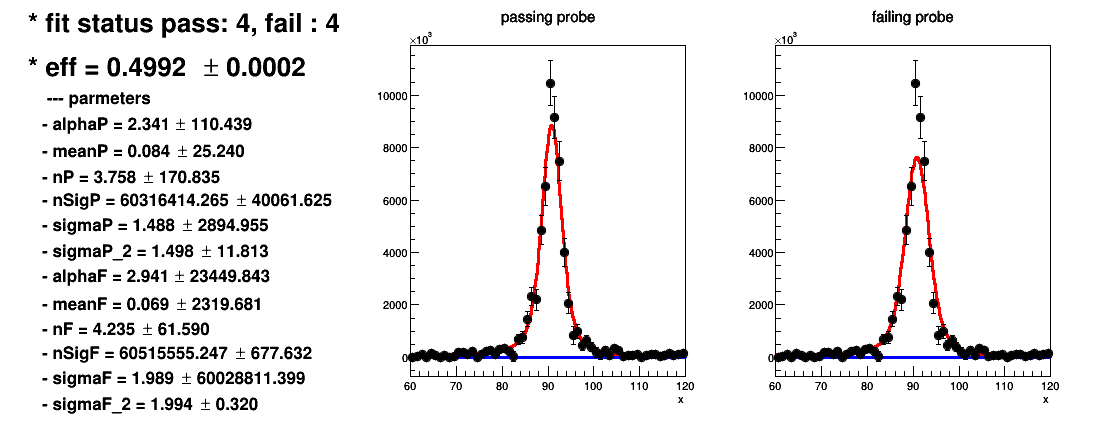 * fit status pass: 4, fail : 4
* eff = 0.4992 ± 0.0002
--- parmeters
- alphaP = 2.341 ± 110.439
- meanP = 0.084 ± 25.240
- nP = 3.758 ± 170.835
- nSigP = 60316414.265 ± 40061.625
- sigmaP = 1.488 ± 2894.955
- sigmaP_2 = 1.498 ± 11.813
- alphaF = 2.941 ± 23449.843
- meanF = 0.069 ± 2319.681
- nF = 4.235 ± 61.590
- nSigF = 60515555.247 ± 677.632
- sigmaF = 1.989 ± 60028811.399
- sigmaF_2 = 1.994 ± 0.320
passing probe
×10³
10000
8000
6000
4000
2000
0
60 70 80 90 100 110 120
x
failing probe
×10³
10000
8000
6000
4000
2000
0
60 70 80 90 100 110 120
x